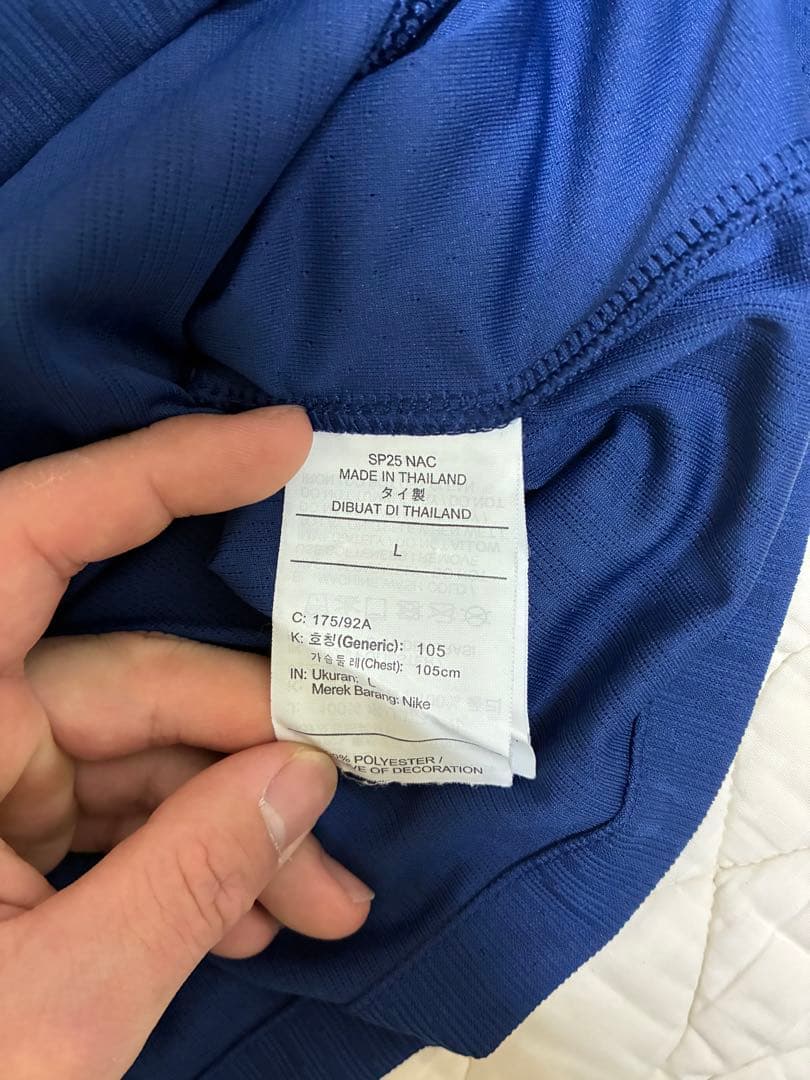 SP25 NAC
MADE IN THAILAND
タイ製
DIBUAT DI THAILAND
L
C: 175/92A
K: 호칭(Generic): 105
가슴둘레(Chest): 105cm
IN: Ukuran: L
Merek Barang: Nike
POLYESTER /
OF DECORATION